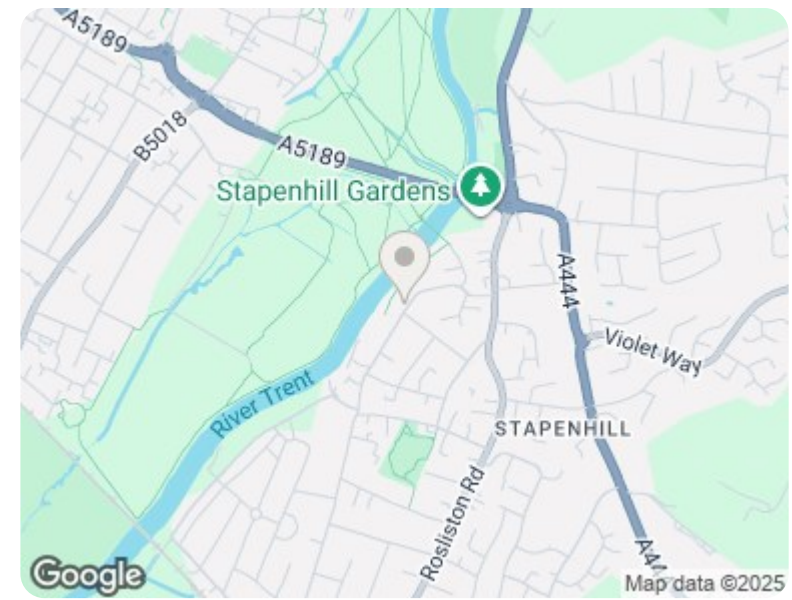 A5189
B5018
A5189
Stapenhill Gardens
A444
Violet Way
River Trent
STAPENHILL
Rosliston Rd
A44
Google
Map data ©2025